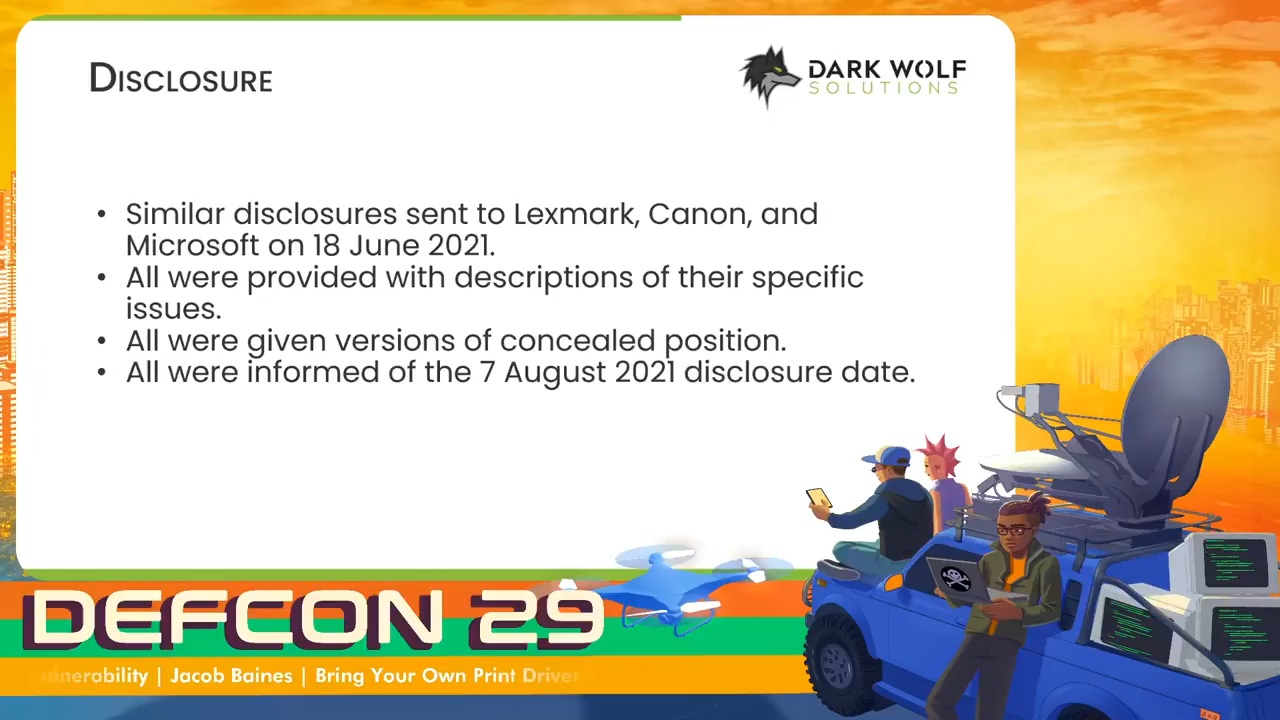 Disclosure
DARK WOLF
SOLUTIONS
• Similar disclosures sent to Lexmark, Canon, and
Microsoft on 18 June 2021.
• All were provided with descriptions of their specific
issues.
• All were given versions of concealed position.
• All were informed of the 7 August 2021 disclosure date.
DEFCON 29
ulnerability | Jacob Baines | Bring Your Own Print Driver